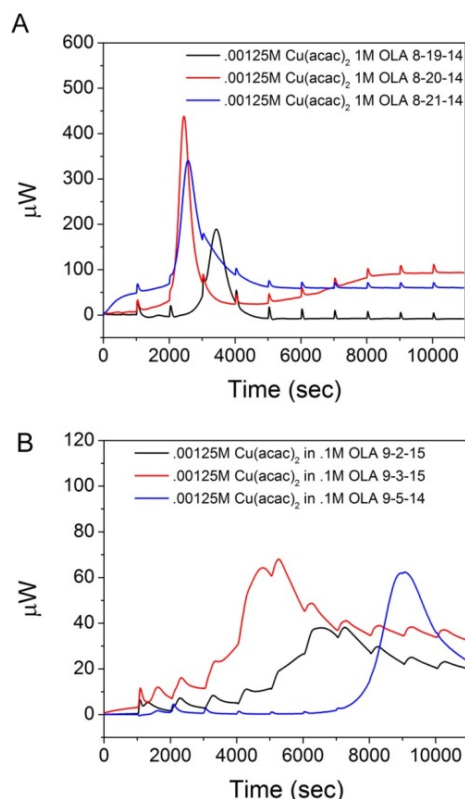 A
600
.00125M Cu(acac)₂ 1M OLA 8-19-14
500
.00125M Cu(acac)₂ 1M OLA 8-20-14
.00125M Cu(acac)₂ 1M OLA 8-21-14
400
300
200
100
0
µW
0 2000 4000 6000 8000 10000
Time (sec)
B
120
.00125M Cu(acac)₂ in .1M OLA 9-2-15
100
.00125M Cu(acac)₂ in .1M OLA 9-3-15
.00125M Cu(acac)₂ in .1M OLA 9-5-14
80
60
40
20
0
µW
0 2000 4000 6000 8000 10000
Time (sec)